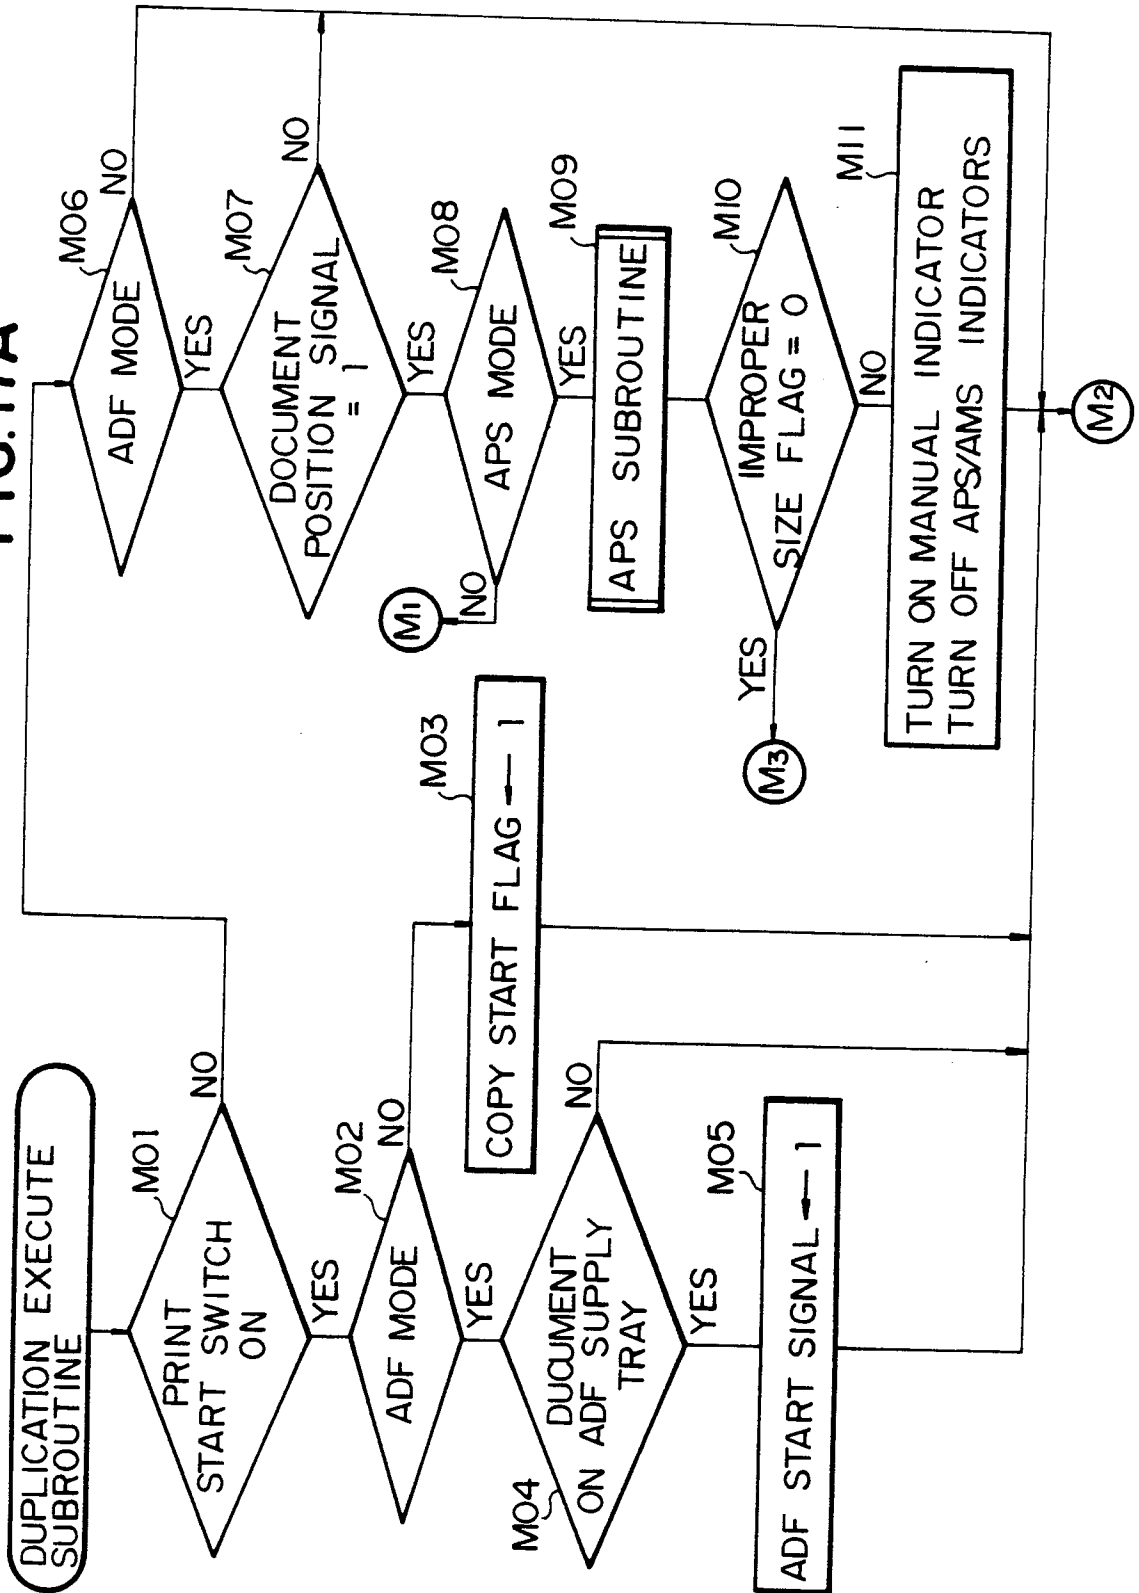 FIG. 17A
DUPLICATION EXECUTE
SUBROUTINE
M01
PRINT
START SWITCH
ON
NO
YES
M02
ADF MODE
NO
YES
M03
COPY START FLAG ← 1
M04
DUCUMENT
ON ADF SUPPLY
TRAY
NO
YES
M05
ADF START SIGNAL ← 1
M06
ADF MODE
NO
YES
M07
DOCUMENT
POSITION SIGNAL
= 1
NO
YES
M08
APS MODE
NO
M1
YES
M09
APS SUBROUTINE
M10
IMPROPER
SIZE FLAG = 0
YES
M3
NO
M11
TURN ON MANUAL INDICATOR
TURN OFF APS/AMS INDICATORS
M2